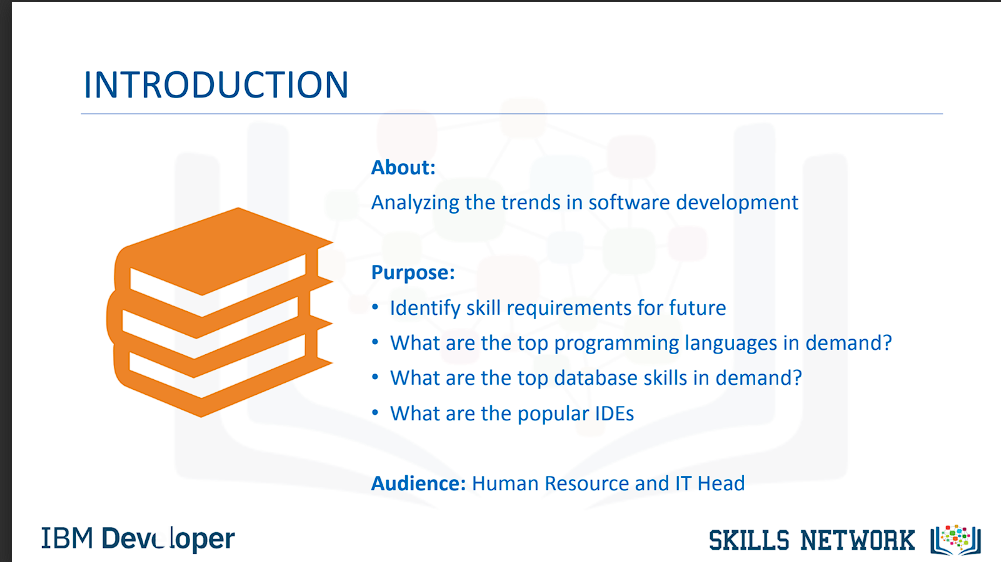 INTRODUCTION
About:
Analyzing the trends in software development
Purpose:
• Identify skill requirements for future
• What are the top programming languages in demand?
• What are the top database skills in demand?
• What are the popular IDEs
Audience: Human Resource and IT Head
IBM Developer
SKILLS NETWORK